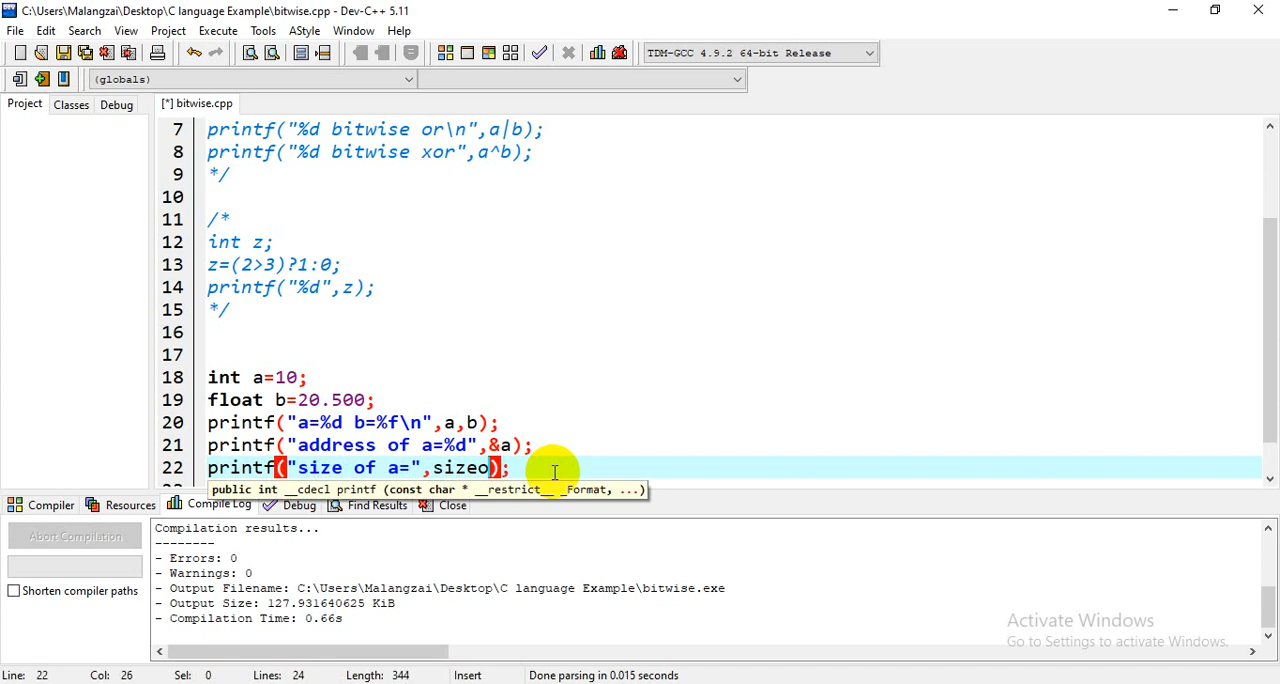 C:\Users\Malangzai\Desktop\C language Example\bitwise.cpp - Dev-C++ 5.11
File Edit Search View Project Execute Tools AStyle Window Help
TDM-GCC 4.9.2 64-bit Release
(globals)
Project Classes Debug [*] bitwise.cpp
7 printf("%d bitwise or\n",a|b);
8 printf("%d bitwise xor",a^b);
9 */
10
11 /*
12 int z;
13 z=(2>3)?1:0;
14 printf("%d",z);
15 */
16
17
18 int a=10;
19 float b=20.500;
20 printf("a=%d b=%f\n",a,b);
21 printf("address of a=%d",&a);
22 printf("size of a=",sizeo);
public int __cdecl printf (const char * __restrict__ _Format, ...)
Compiler Resources Compile Log Debug Find Results Close
Abort Compilation
Shorten compiler paths
Compilation results...
--------
- Errors: 0
- Warnings: 0
- Output Filename: C:\Users\Malangzai\Desktop\C language Example\bitwise.exe
- Output Size: 127.931640625 KiB
- Compilation Time: 0.66s
Activate Windows
Go to Settings to activate Windows.
Line: 22 Col: 26 Sel: 0 Lines: 24 Length: 344 Insert Done parsing in 0.015 seconds